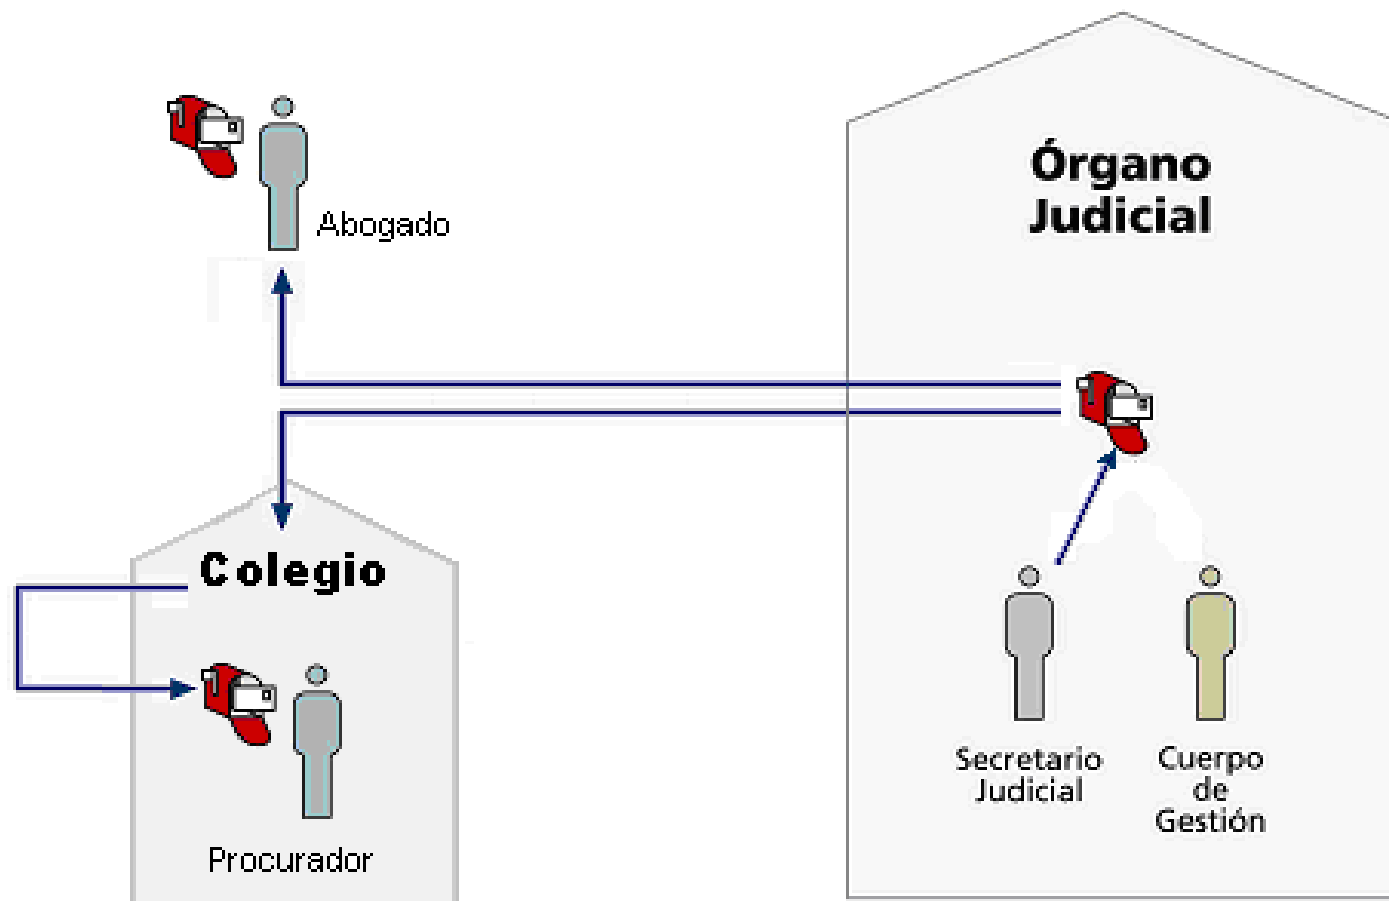 Abogado
Órgano
Judicial
Colegio
Procurador
Secretario
Judicial
Cuerpo
de
Gestión